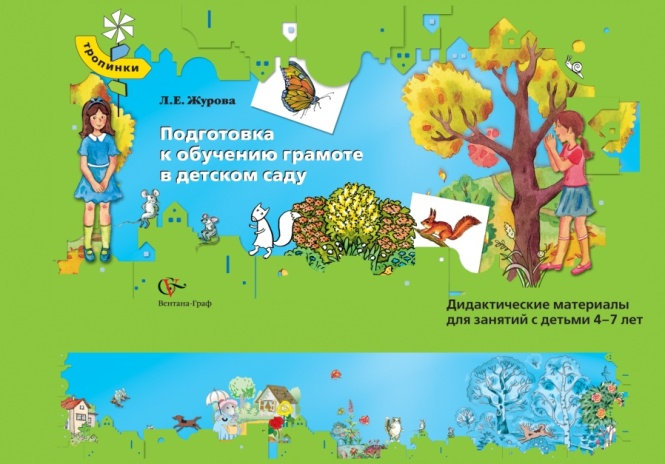 тропинки
Л.Е. Журова
Подготовка
к обучению грамоте
в детском саду
Вентана-Граф
Дидактические материалы
для занятий с детьми 4–7 лет